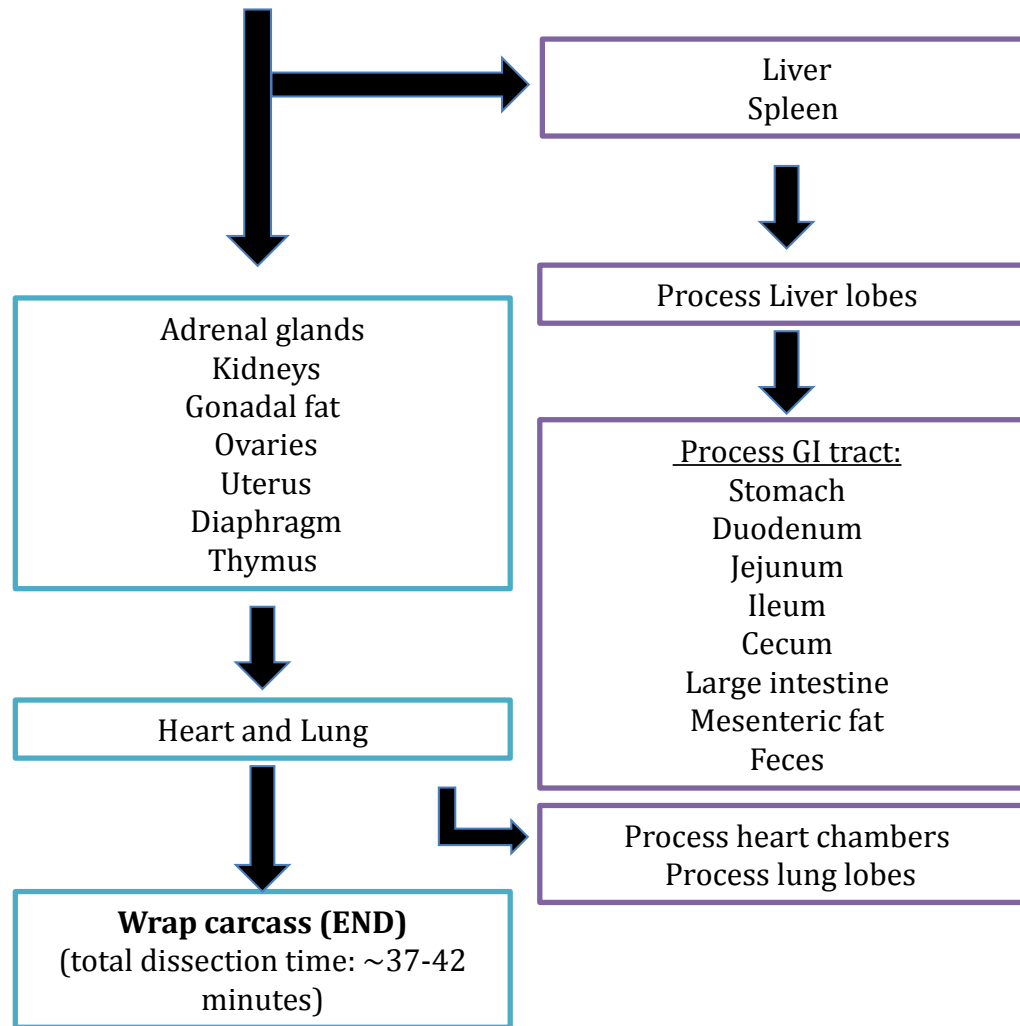 Liver
Spleen
Process Liver lobes
Adrenal glands
Kidneys
Gonadal fat
Ovaries
Uterus
Diaphragm
Thymus
Process GI tract:
Stomach
Duodenum
Jejunum
Ileum
Cecum
Large intestine
Mesenteric fat
Feces
Heart and Lung
Process heart chambers
Process lung lobes
Wrap carcass (END)
(total dissection time: ~37-42
minutes)